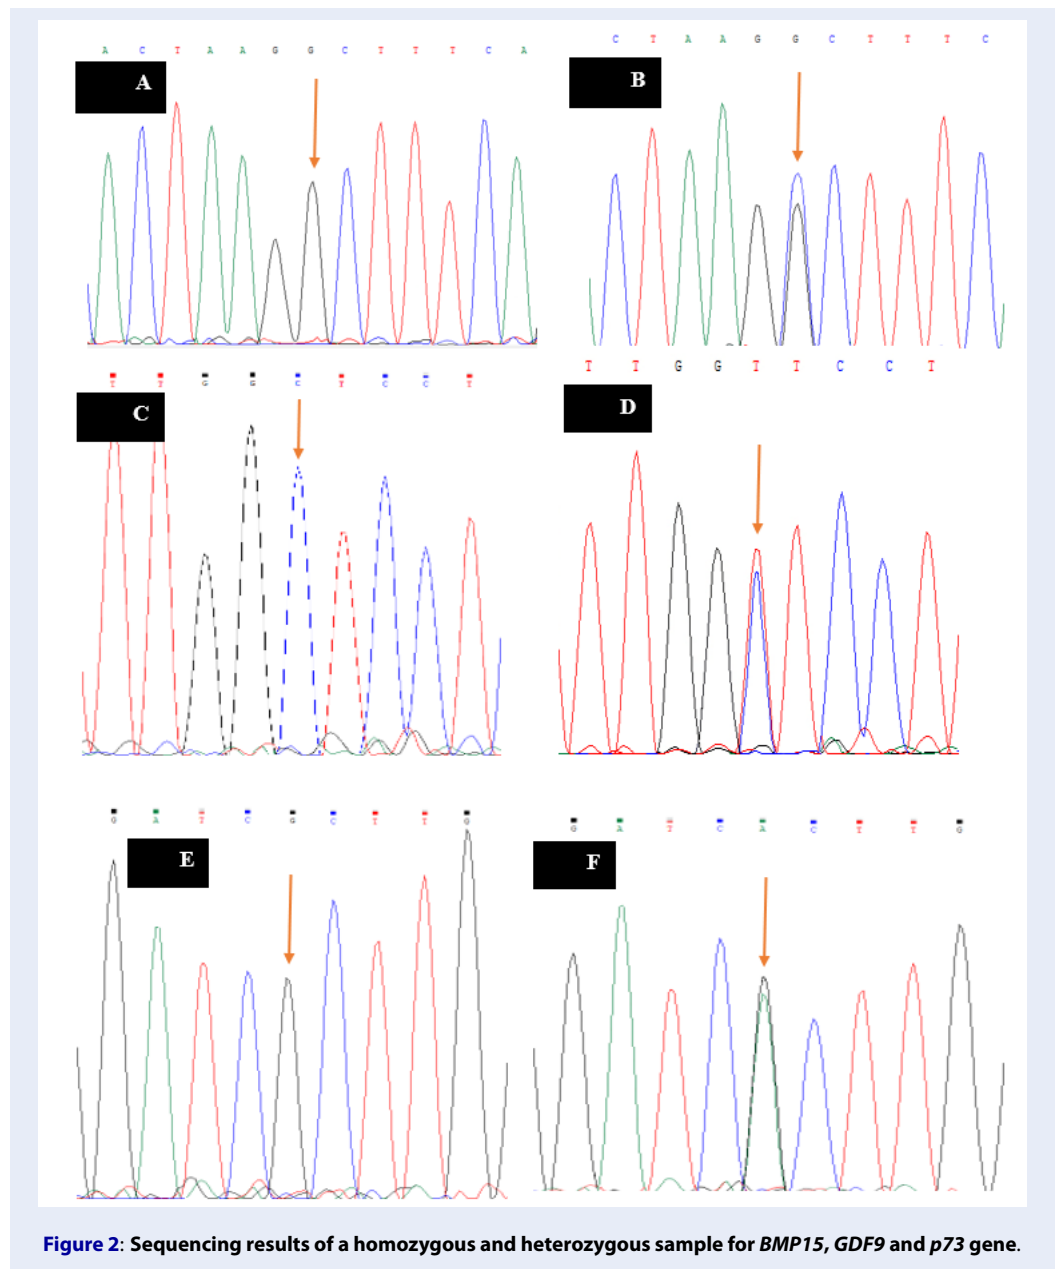 A C T A A G G C T T T C A
C T A A G G C T T T C
A
B
T T G G C T C C T
T T G G T T C C T
C
D
G A T C G C T T G
G A T C A C T T G
E
F
Figure 2: Sequencing results of a homozygous and heterozygous sample for BMP15, GDF9 and p73 gene.